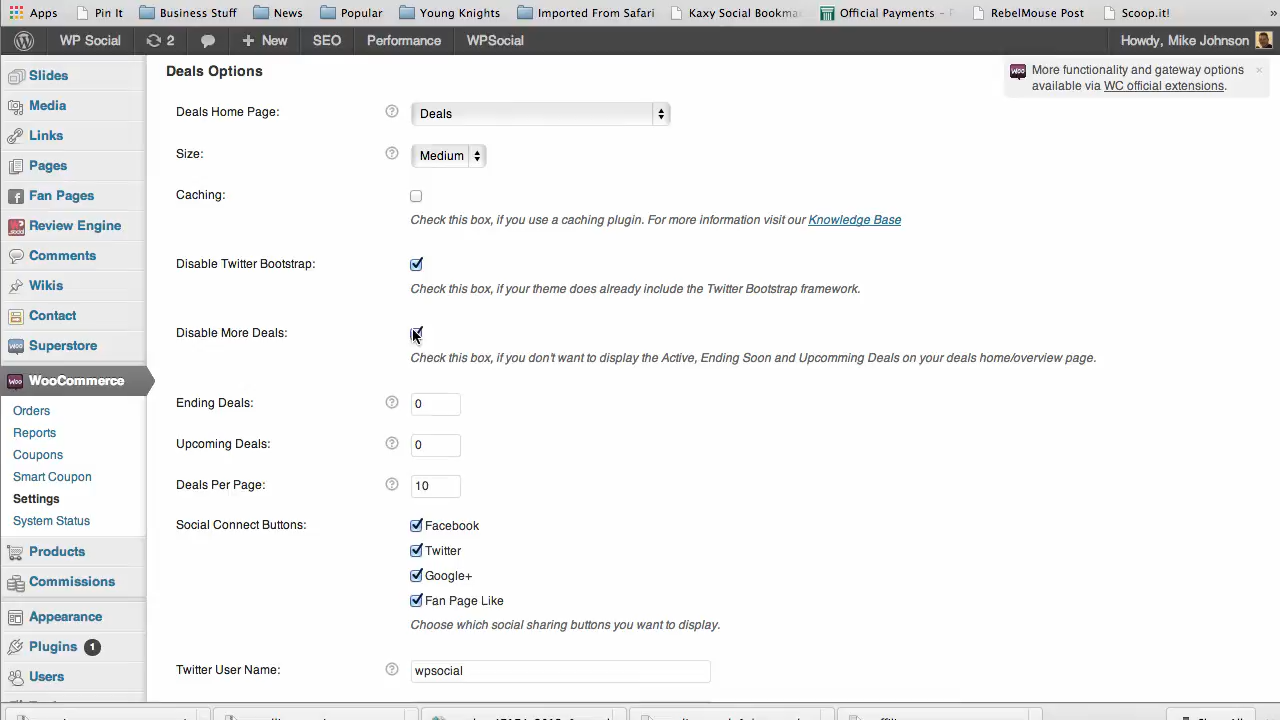 Apps Pin It Business Stuff News Popular Young Knights Imported From Safari Kaxy Social Bookma Official Payments – RebelMouse Post Scoop.it! »
WP Social 2 + New SEO Performance WPSocial Howdy, Mike Johnson
Slides
Media
Links
Pages
Fan Pages
Review Engine
Comments
Wikis
Contact
Superstore
WooCommerce
Orders
Reports
Coupons
Smart Coupon
Settings
System Status
Products
Commissions
Appearance
Plugins 1
Users
Deals Options
More functionality and gateway options ×
available via WC official extensions.
Deals Home Page: ? Deals
Size: ? Medium
Caching:
Check this box, if you use a caching plugin. For more information visit our Knowledge Base
Disable Twitter Bootstrap:
Check this box, if your theme does already include the Twitter Bootstrap framework.
Disable More Deals:
Check this box, if you don't want to display the Active, Ending Soon and Upcomming Deals on your deals home/overview page.
Ending Deals: ? 0
Upcoming Deals: ? 0
Deals Per Page: ? 10
Social Connect Buttons: Facebook
Twitter
Google+
Fan Page Like
Choose which social sharing buttons you want to display.
Twitter User Name: ? wpsocial